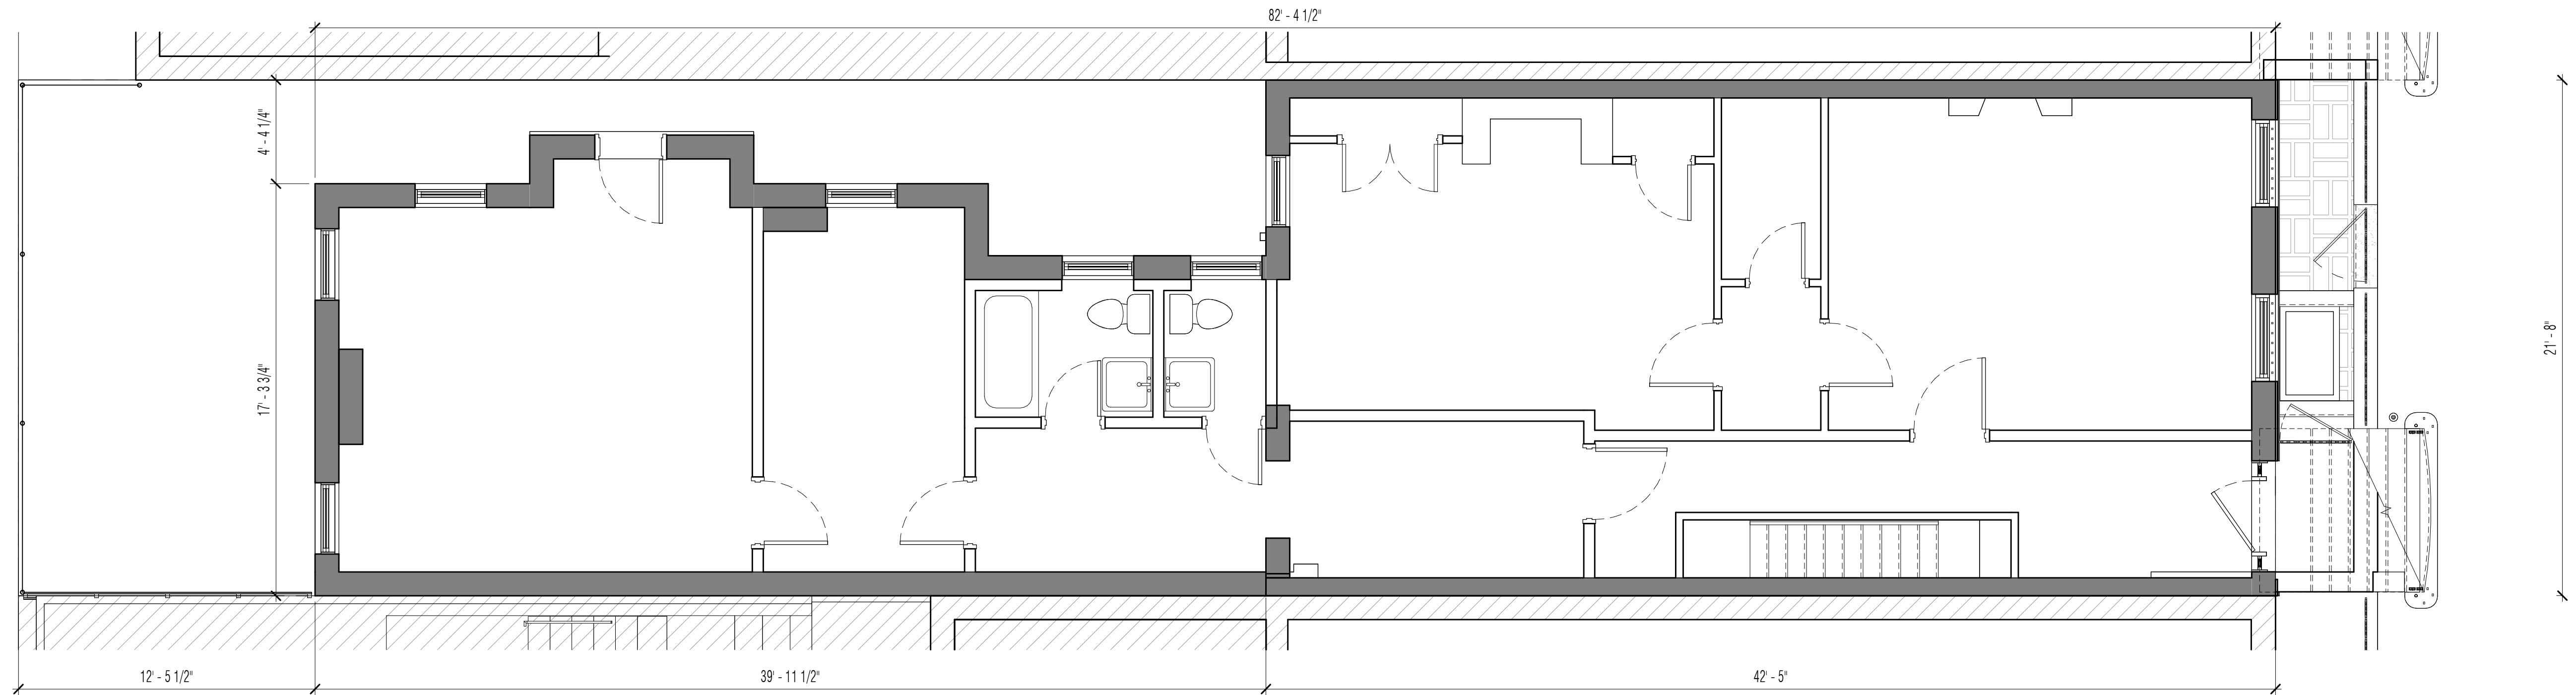 82' - 4 1/2"
4' - 4 1/4"
17' - 3 3/4"
21' - 8"
12' - 5 1/2"
39' - 11 1/2"
42' - 5"